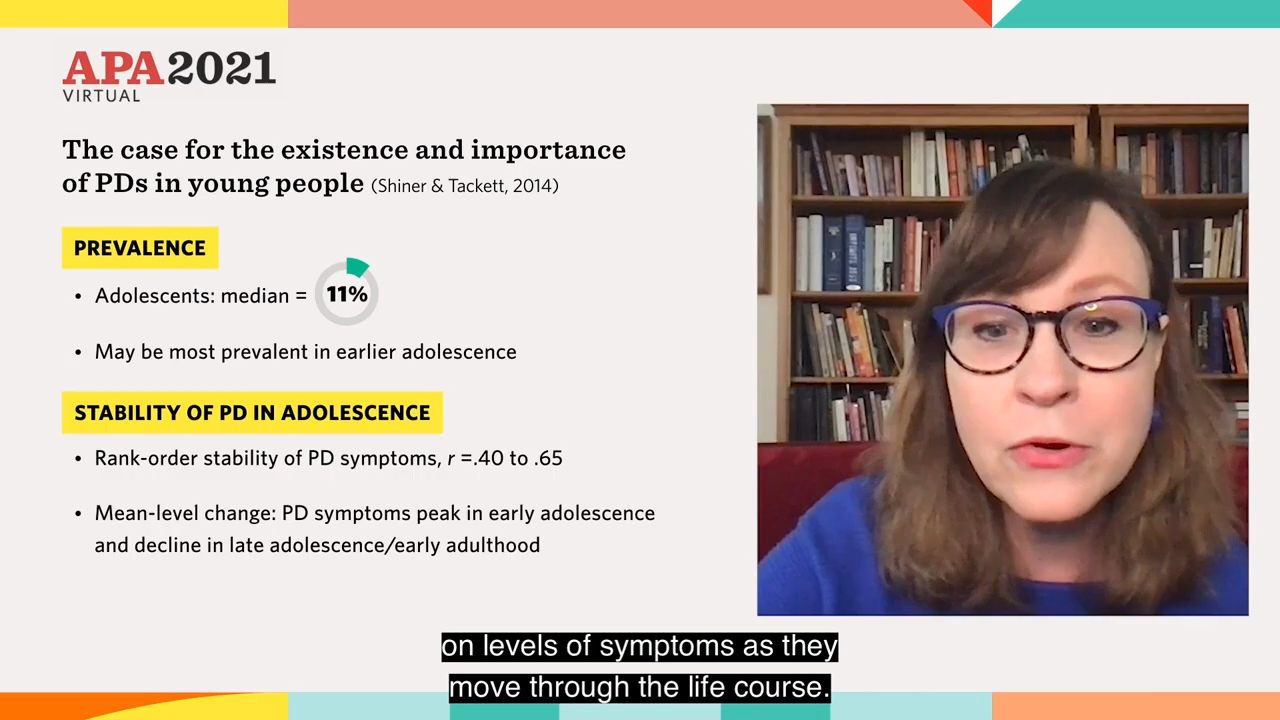 APA2021
VIRTUAL
The case for the existence and importance
of PDs in young people (Shiner & Tackett, 2014)
PREVALENCE
• Adolescents: median = 11%
• May be most prevalent in earlier adolescence
STABILITY OF PD IN ADOLESCENCE
• Rank-order stability of PD symptoms, r =.40 to .65
• Mean-level change: PD symptoms peak in early adolescence
and decline in late adolescence/early adulthood
INFINITE JEST
on levels of symptoms as they
move through the life course.